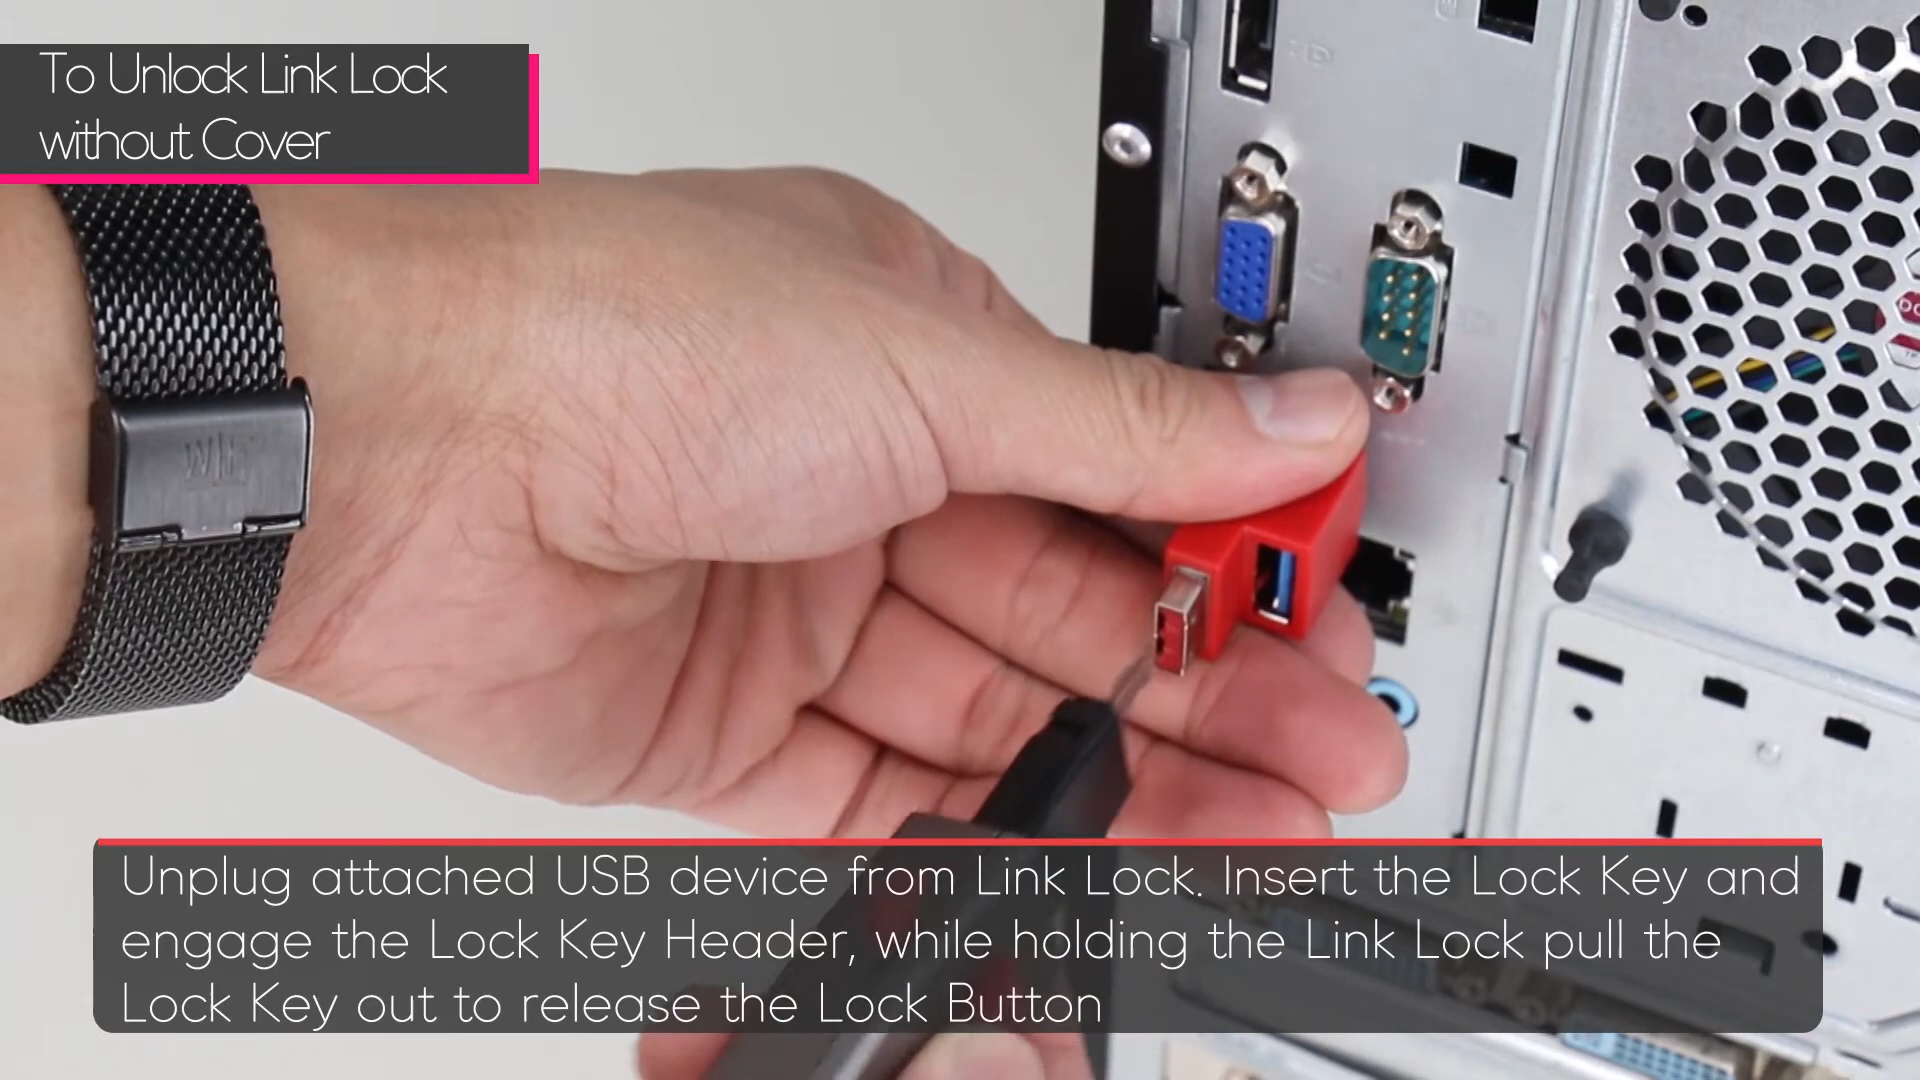 To Unlock Link Lock
without Cover
Unplug attached USB device from Link Lock. Insert the Lock Key and
engage the Lock Key Header, while holding the Link Lock pull the
Lock Key out to release the Lock Button